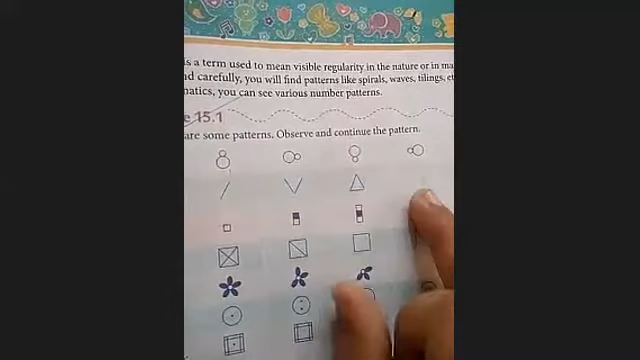 is a term used to mean visible regularity in the nature or in ma
nd carefully, you will find patterns like spirals, waves, tilings, et
natics, you can see various number patterns.
e 15.1
are some patterns. Observe and continue the pattern.